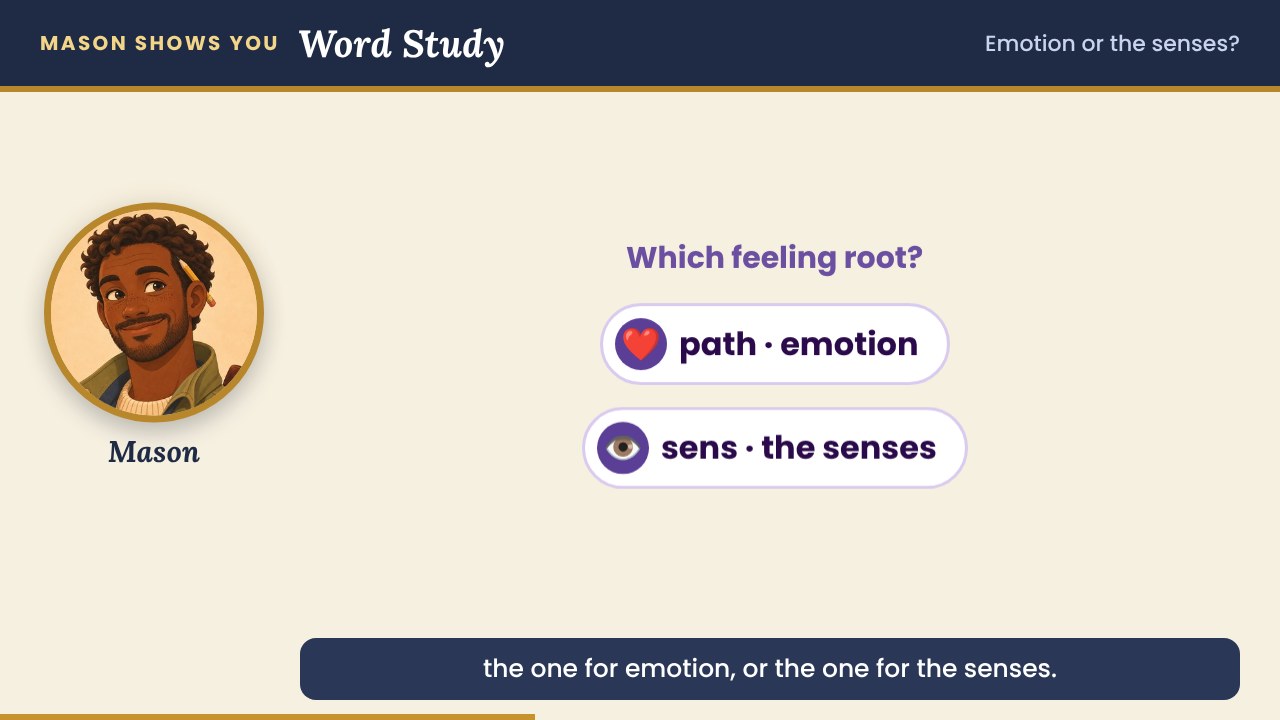 MASON SHOWS YOU Word Study
Emotion or the senses?
Mason
Which feeling root?
path · emotion
sens · the senses
the one for emotion, or the one for the senses.